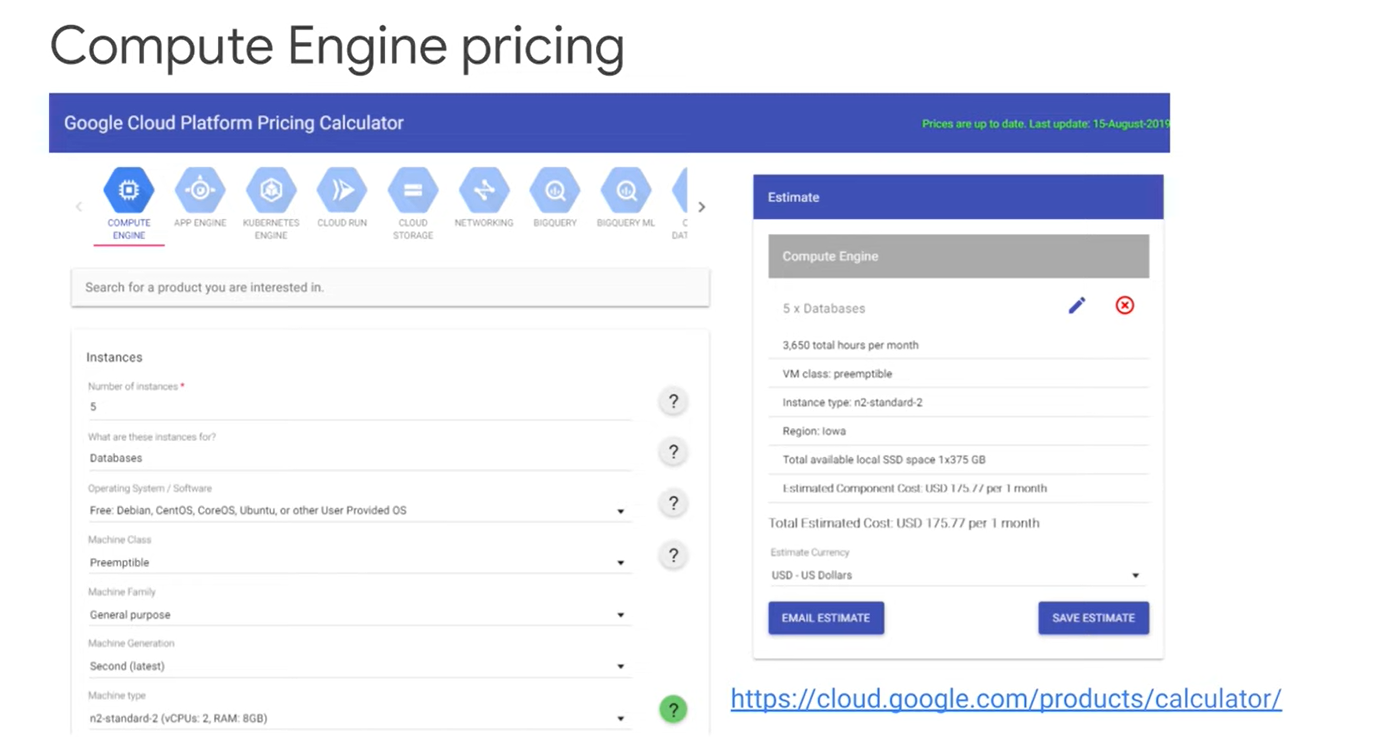 Compute Engine pricing
Google Cloud Platform Pricing Calculator
Prices are up to date. Last update: 15-August-2019
COMPUTE
ENGINE
APP ENGINE
KUBERNETES
ENGINE
CLOUD RUN
CLOUD
STORAGE
NETWORKING
BIGQUERY
BIGQUERY ML
C
DAT
Search for a product you are interested in.
Instances
Number of instances *
5
?
What are these instances for?
Databases
?
Operating System / Software
Free: Debian, CentOS, CoreOS, Ubuntu, or other User Provided OS
?
Machine Class
Preemptible
?
Machine Family
General purpose
Machine Generation
Second (latest)
Machine type
n2-standard-2 (vCPUs: 2, RAM: 8GB)
?
Estimate
Compute Engine
5 x Databases
3,650 total hours per month
VM class: preemptible
Instance type: n2-standard-2
Region: Iowa
Total available local SSD space 1x375 GB
Estimated Component Cost: USD 175.77 per 1 month
Total Estimated Cost: USD 175.77 per 1 month
Estimate Currency
USD - US Dollars
EMAIL ESTIMATE
SAVE ESTIMATE
https://cloud.google.com/products/calculator/